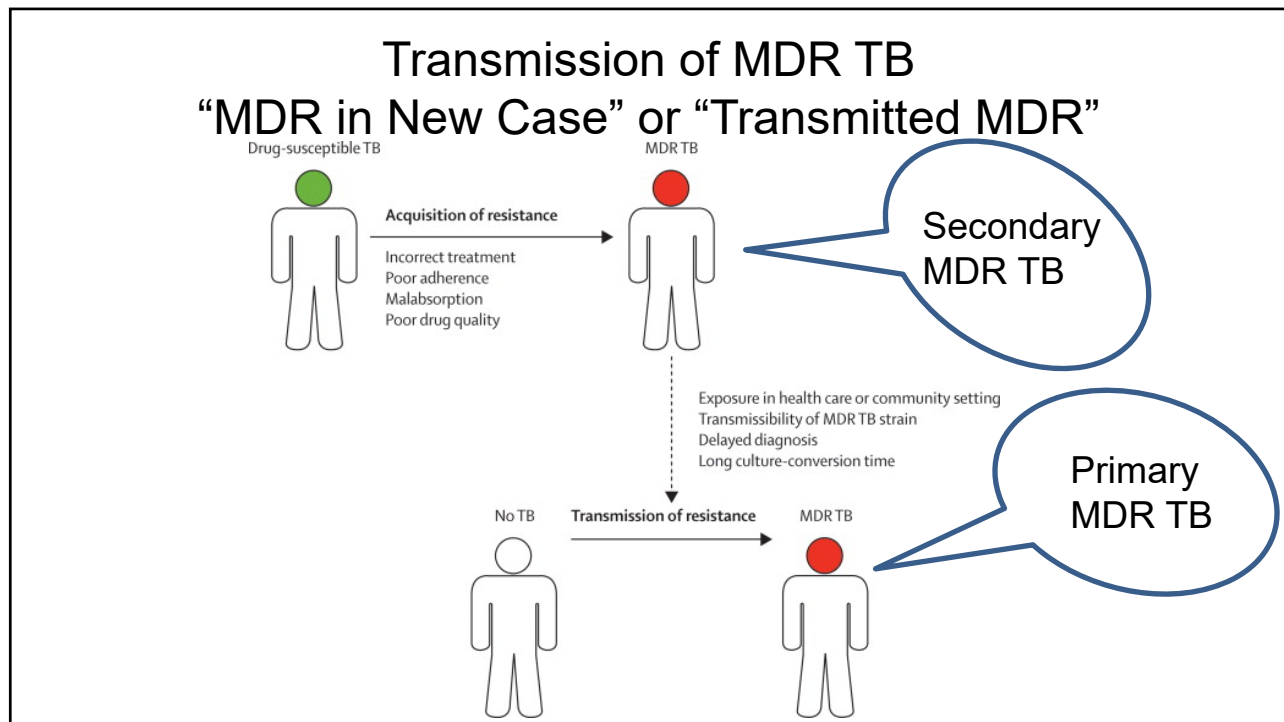 Transmission of MDR TB
“MDR in New Case” or “Transmitted MDR”
Drug-susceptible TB
MDR TB
Acquisition of resistance
Incorrect treatment
Poor adherence
Malabsorption
Poor drug quality
Secondary
MDR TB
Exposure in health care or community setting
Transmissibility of MDR TB strain
Delayed diagnosis
Long culture-conversion time
Primary
MDR TB
No TB
Transmission of resistance
MDR TB